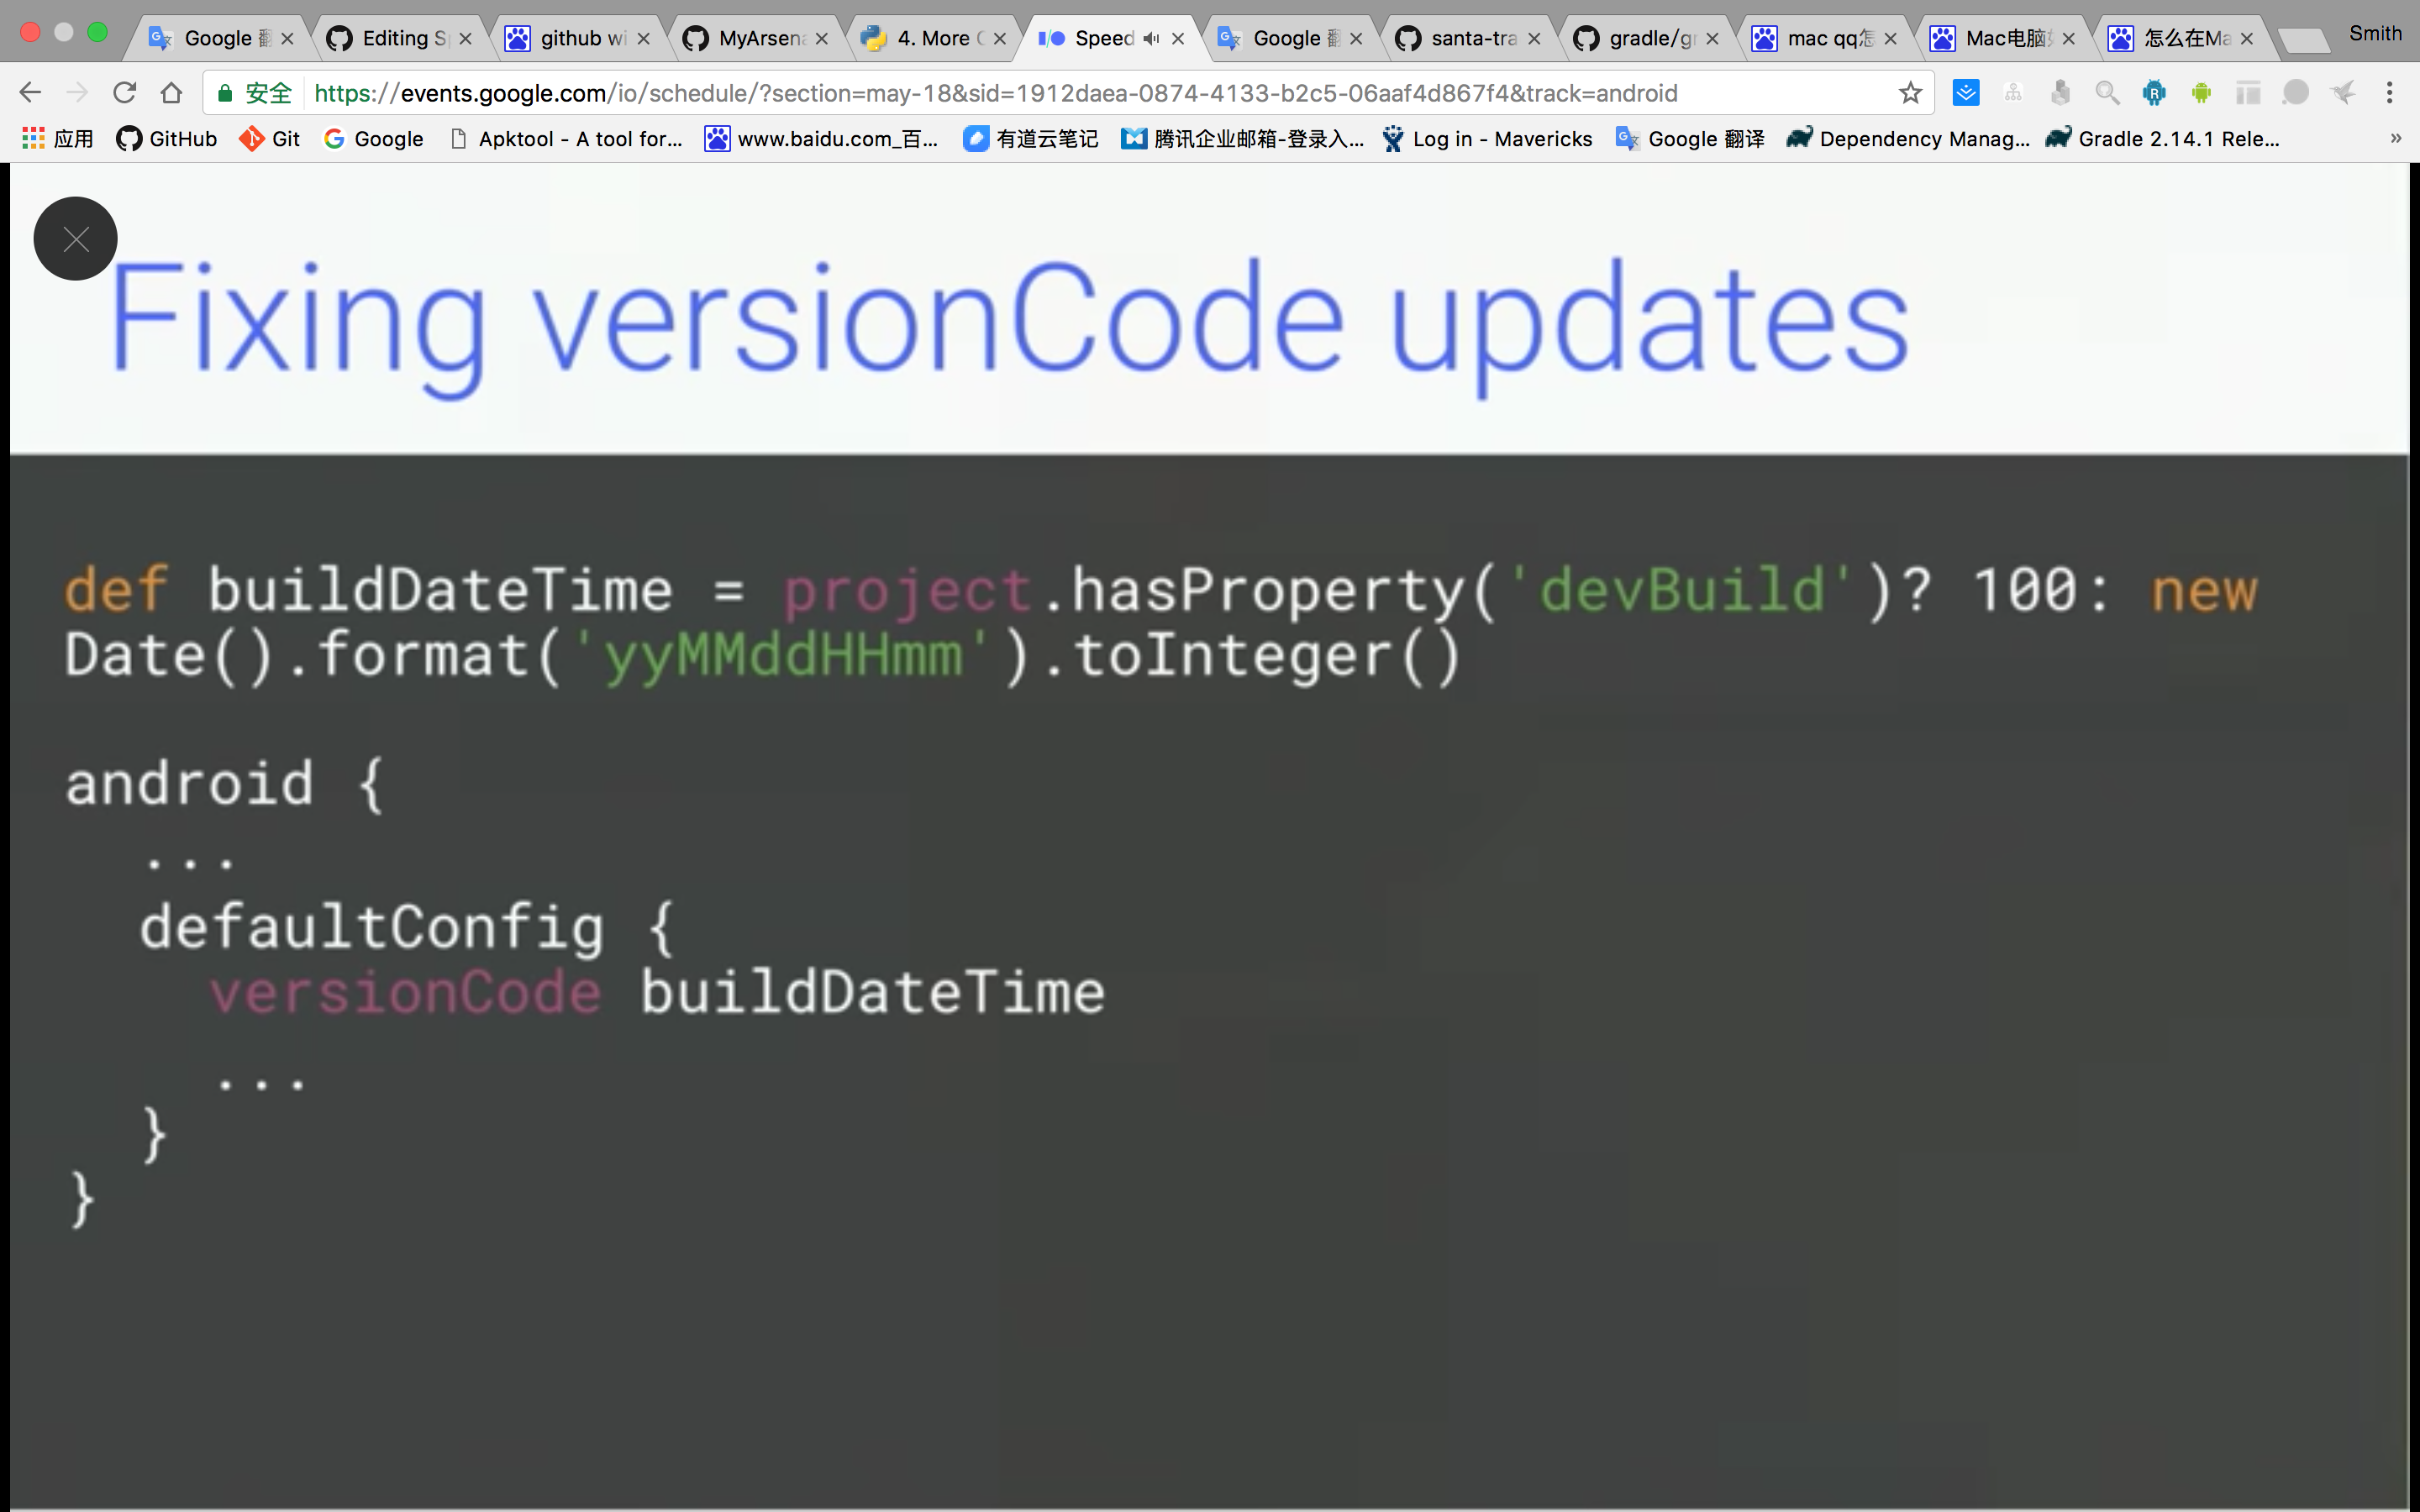 Google 翻
Editing S
github wi
MyArsena
4. More C
Speed
Google 翻
santa-tra
gradle/gr
mac qq怎
Mac电脑如
怎么在Ma
Smith
安全
https://events.google.com/io/schedule/?section=may-18&sid=1912daea-0874-4133-b2c5-06aaf4d867f4&track=android
应用
GitHub
Git
Google
Apktool - A tool for...
www.baidu.com_百...
有道云笔记
腾讯企业邮箱-登录入...
Log in - Mavericks
Google 翻译
Dependency Manag...
Gradle 2.14.1 Rele...
»
Fixing versionCode updates
def buildDateTime = project.hasProperty('devBuild')? 100: new
Date().format('yyMMddHHmm').toInteger()
android {
...
defaultConfig {
versionCode buildDateTime
...
}
}